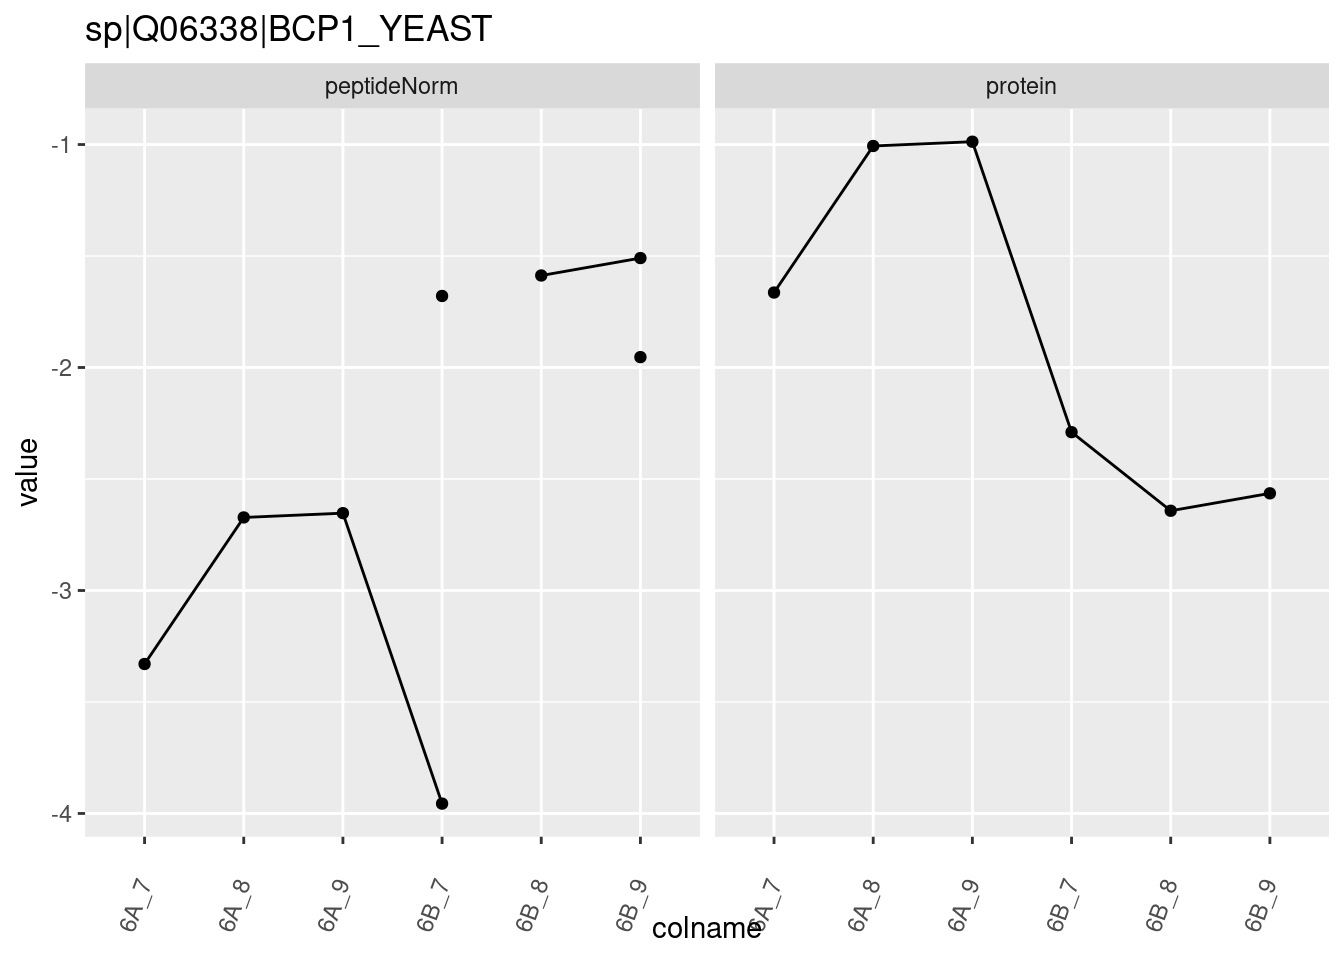 sp|Q06338|BCP1_YEAST
peptideNorm protein
-1
-2
-3
-4
value
6A_7 6A_8 6A_9 6B_7 6B_8 6B_9 6A_7 6A_8 6A_9 6B_7 6B_8 6B_9
colname